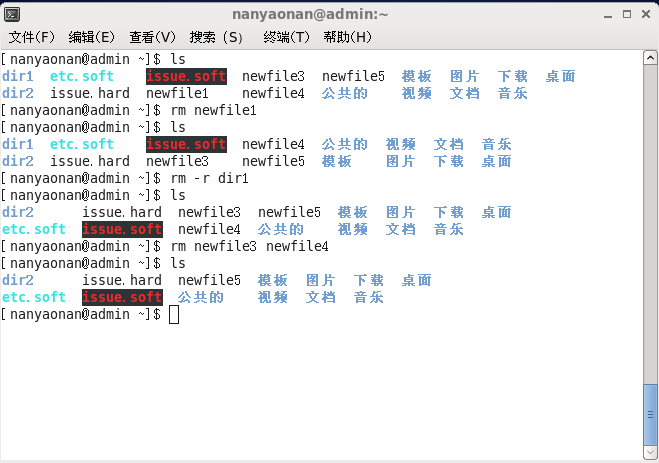 nanyaonan@admin:~
文件(F) 编辑(E) 查看(V) 搜索 (S) 终端(T) 帮助(H)
[nanyaonan@admin ~]$ ls
dir1 etc.soft issue.soft newfile3 newfile5 模板 图片 下载 桌面
dir2 issue.hard newfile1 newfile4 公共的 视频 文档 音乐
[nanyaonan@admin ~]$ rm newfile1
[nanyaonan@admin ~]$ ls
dir1 etc.soft issue.soft newfile4 公共的 视频 文档 音乐
dir2 issue.hard newfile3 newfile5 模板 图片 下载 桌面
[nanyaonan@admin ~]$ rm -r dir1
[nanyaonan@admin ~]$ ls
dir2 issue.hard newfile3 newfile5 模板 图片 下载 桌面
etc.soft issue.soft newfile4 公共的 视频 文档 音乐
[nanyaonan@admin ~]$ rm newfile3 newfile4
[nanyaonan@admin ~]$ ls
dir2 issue.hard newfile5 模板 图片 下载 桌面
etc.soft issue.soft 公共的 视频 文档 音乐
[nanyaonan@admin ~]$